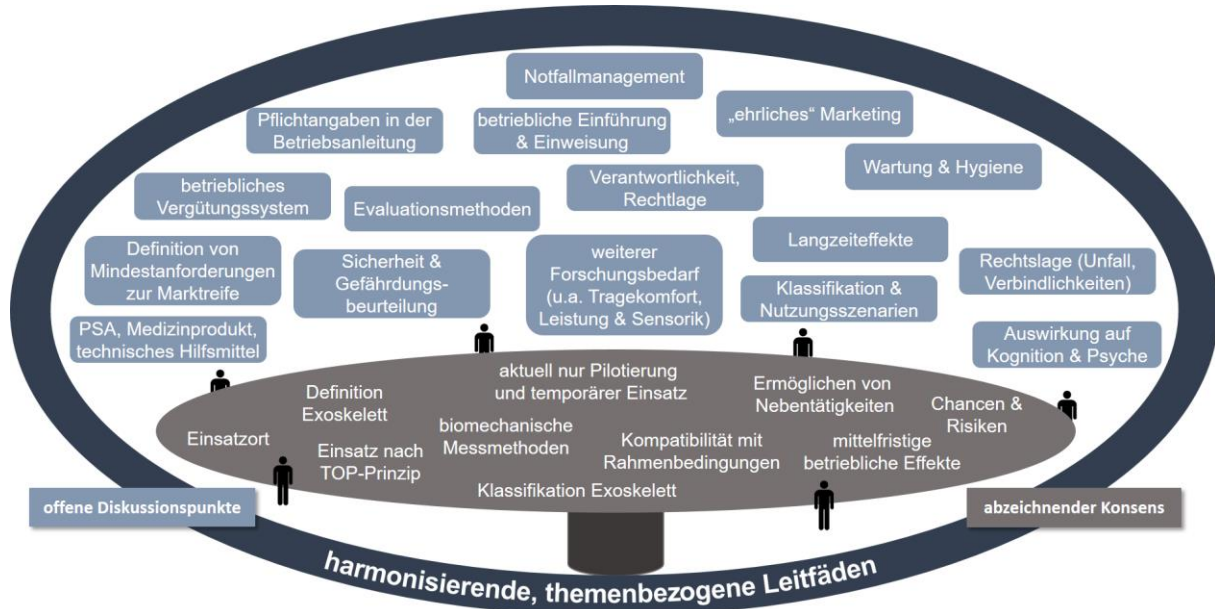 Notfallmanagement
„ehrliches“ Marketing
Pflichtangaben in der
Betriebsanleitung
betriebliche Einführung
& Einweisung
Wartung & Hygiene
betriebliches
Vergütungssystem
Evaluationsmethoden
Verantwortlichkeit,
Rechtlage
Langzeiteffekte
Definition von
Mindestanforderungen
zur Marktreife
Sicherheit &
Gefährdungs-
beurteilung
weiterer
Forschungsbedarf
(u.a. Tragekomfort,
Leistung & Sensorik)
Klassifikation &
Nutzungsszenarien
Rechtslage (Unfall,
Verbindlichkeiten)
PSA, Medizinprodukt,
technisches Hilfsmittel
Auswirkung auf
Kognition & Psyche
Definition
Exoskelett
aktuell nur Pilotierung
und temporärer Einsatz
Ermöglichen von
Nebentätigkeiten
Chancen &
Risiken
Einsatzort
Einsatz nach
TOP-Prinzip
biomechanische
Messmethoden
Kompatibilität mit
Rahmenbedingungen
mittelfristige
betriebliche Effekte
Klassifikation Exoskelett
offene Diskussionspunkte
abzeichnender Konsens
harmonisierende, themenbezogene Leitfäden